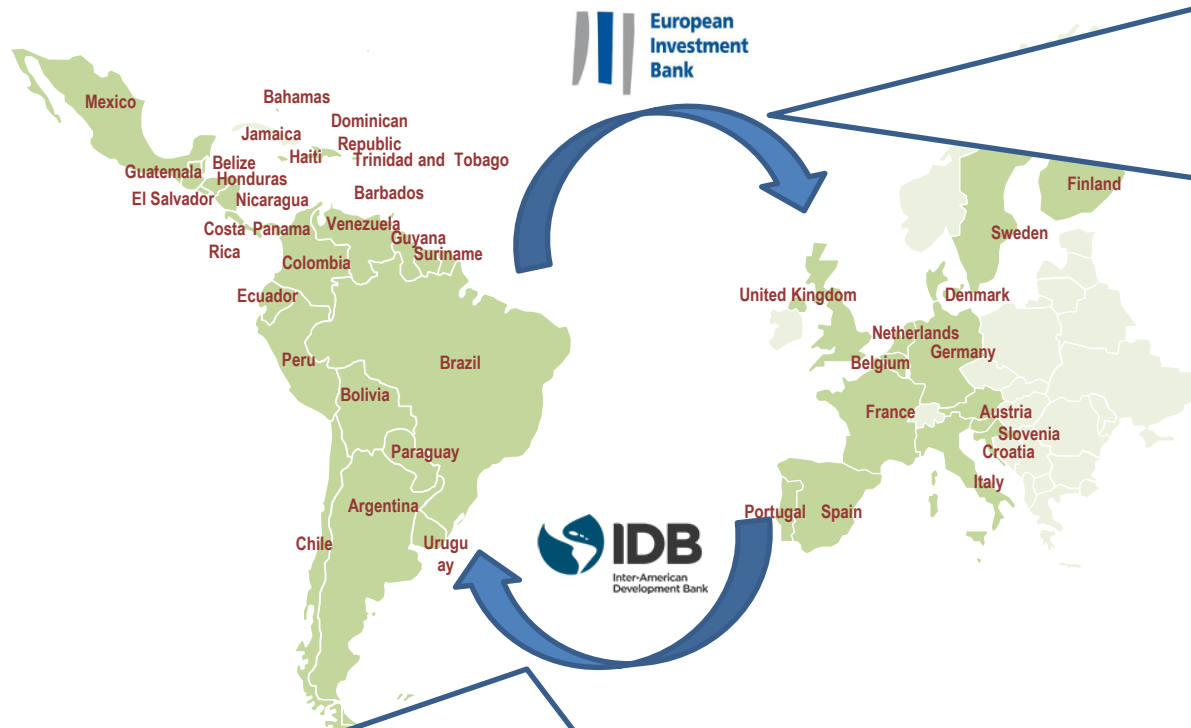 European
Investment
Bank
Mexico
Bahamas
Jamaica
Dominican
Republic
Haiti
Trinidad and Tobago
Guatemala
Belize
Honduras
El Salvador
Nicaragua
Barbados
Costa
Rica
Panama
Venezuela
Guyana
Suriname
Colombia
Ecuador
Peru
Brazil
Bolivia
Paraguay
Argentina
Chile
Urugu
ay
IDB
Inter-American
Development Bank
Finland
Sweden
United Kingdom
Denmark
Netherlands
Germany
Belgium
France
Austria
Slovenia
Croatia
Italy
Portugal
Spain